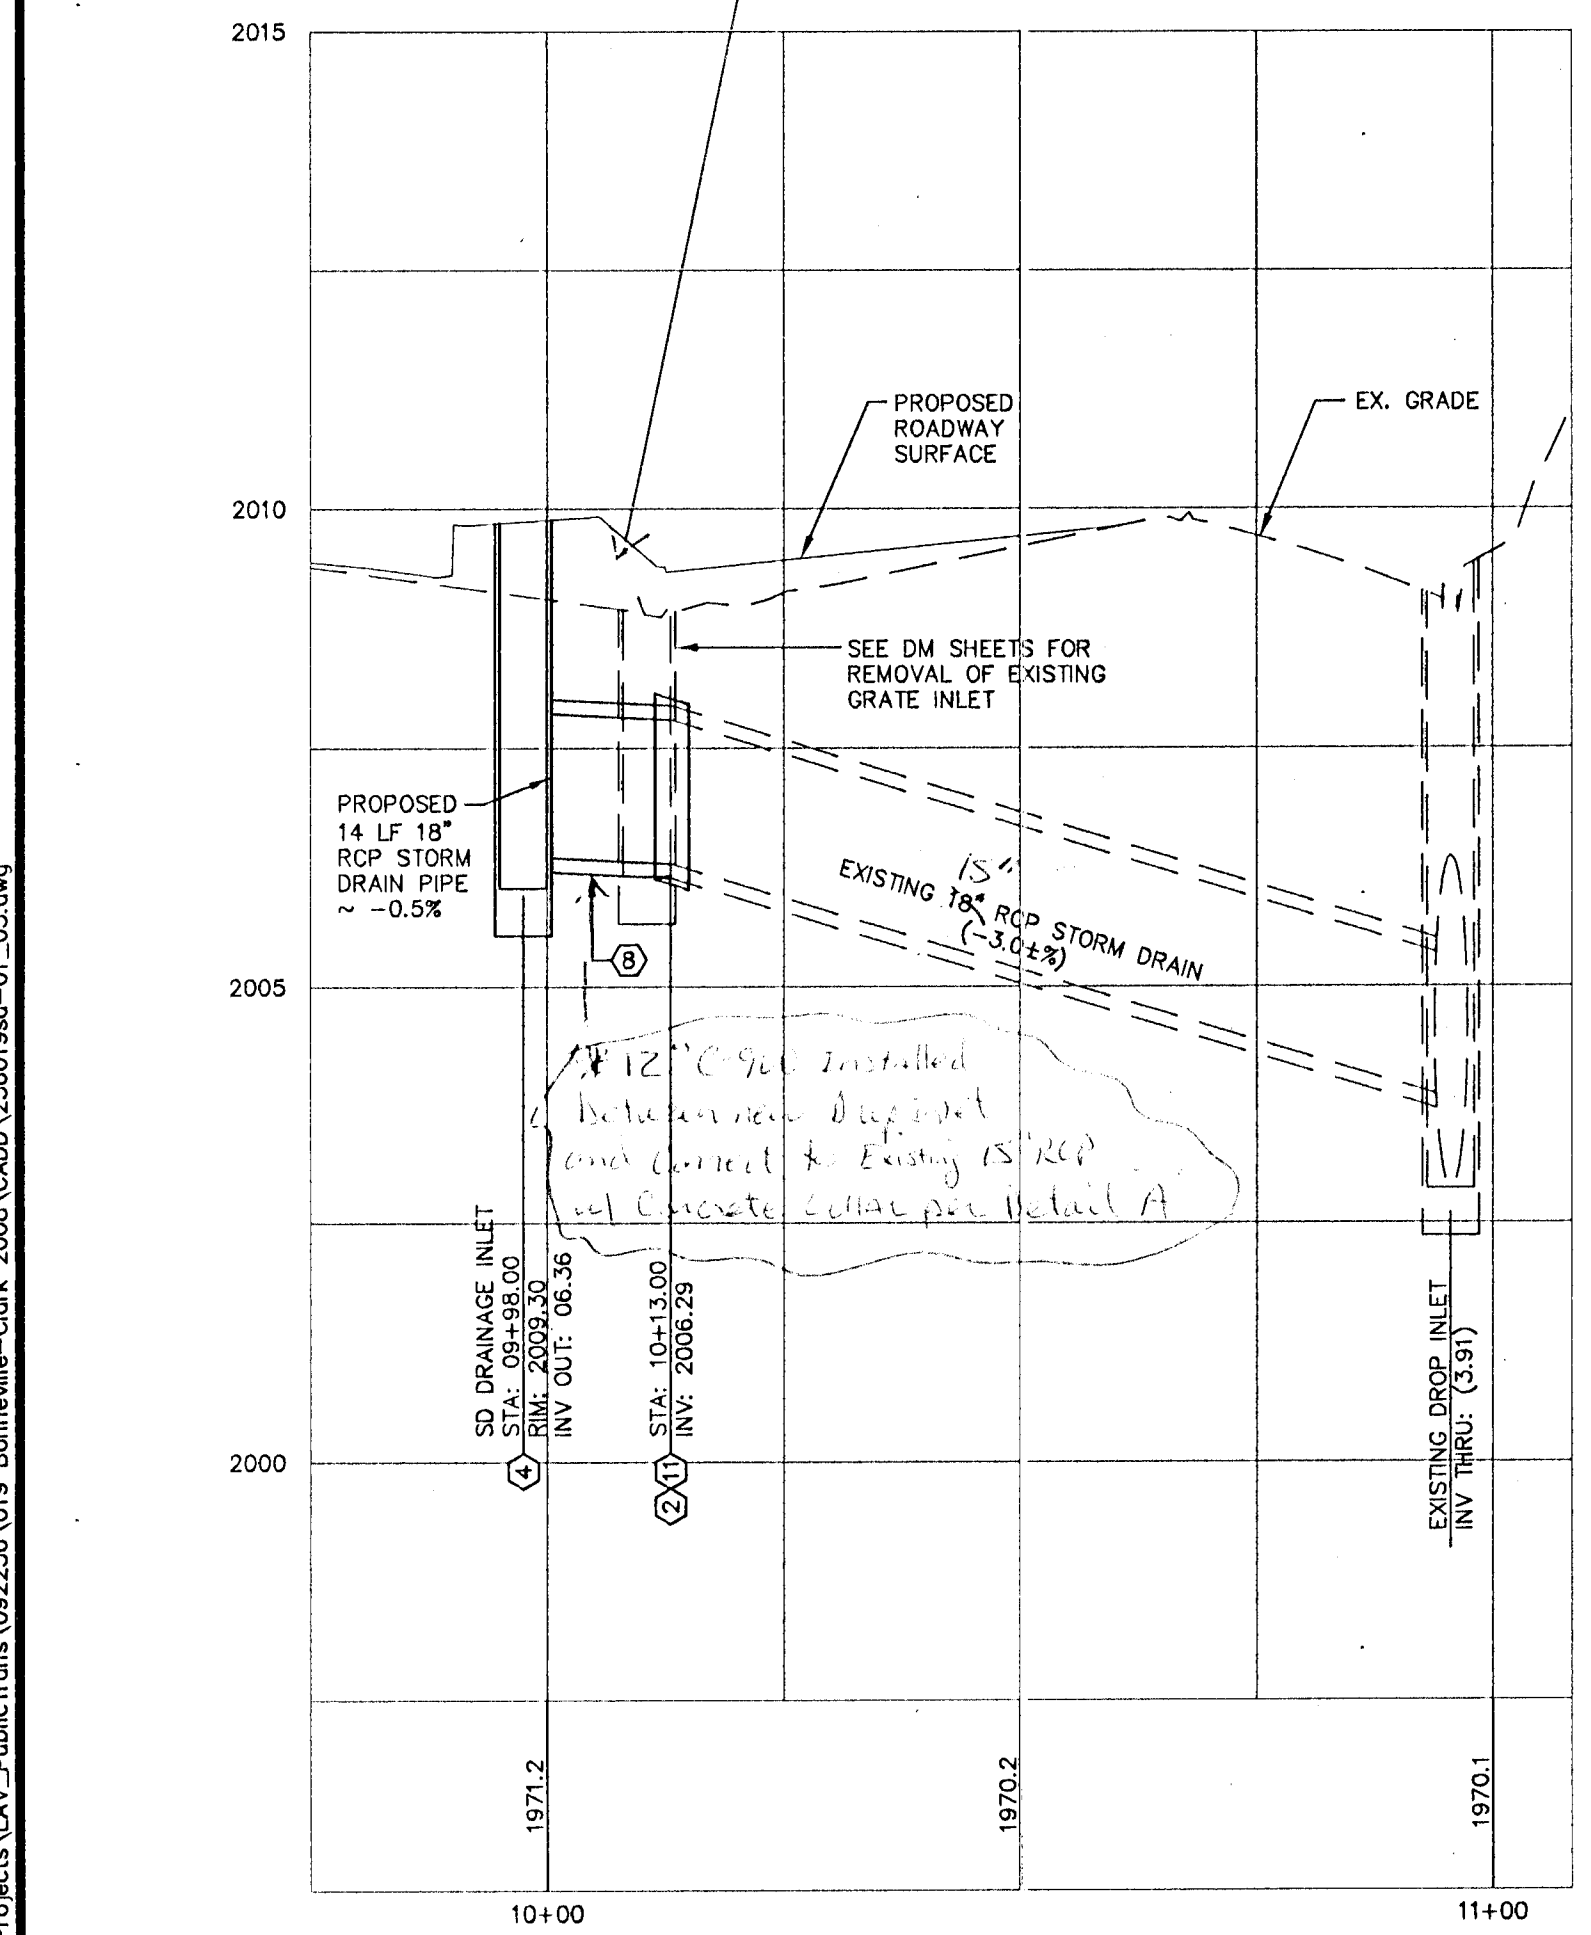 2015
PROPOSED
ROADWAY
SURFACE
EX. GRADE
2010
SEE DM SHEETS FOR
REMOVAL OF EXISTING
GRATE INLET
PROPOSED
14 LF 18"
RCP STORM
DRAIN PIPE
~ -0.5%
15"
EXISTING 18" RCP STORM DRAIN
(-3.0±%)
8
2005
12" C-900 Installed
Between new Drop inlet
and connect to Existing 15" RCP
w/ Concrete Collar per Detail A
SD DRAINAGE INLET
STA: 09+98.00
RIM: 2009.30
INV OUT: 06.36
STA: 10+13.00
INV: 2006.29
EXISTING DROP INLET
INV THRU: (3.91)
2000
4
11
2
1971.2
1970.2
1970.1
10+00
11+00